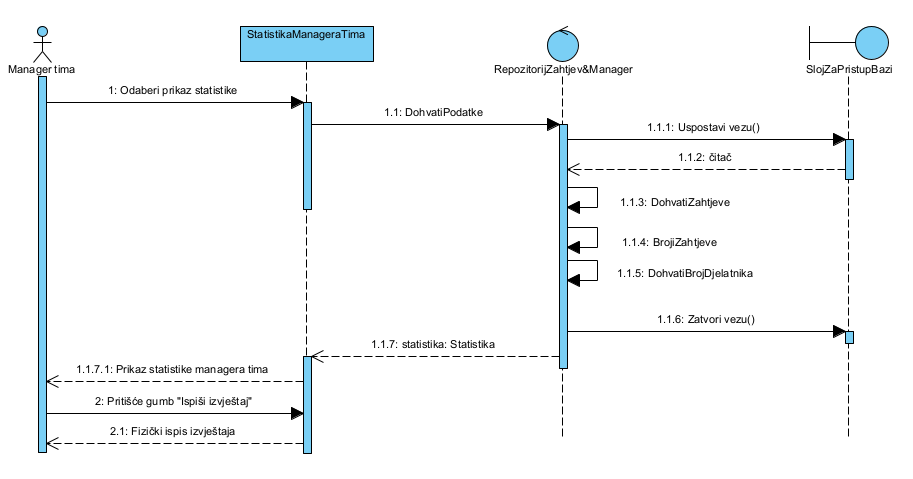 StatistikaManageraTima
Manager tima
RepozitorijZahtjev&Manager
SlojZaPristupBazi
1: Odaberi prikaz statistike
1.1: DohvatiPodatke
1.1.1: Uspostavi vezu()
1.1.2: čitač
1.1.3: DohvatiZahtjeve
1.1.4: BrojiZahtjeve
1.1.5: DohvatiBrojDjelatnika
1.1.6: Zatvori vezu()
1.1.7: statistika: Statistika
1.1.7.1: Prikaz statistike managera tima
2: Pritišće gumb "Ispiši izvještaj"
2.1: Fizički ispis izvještaja